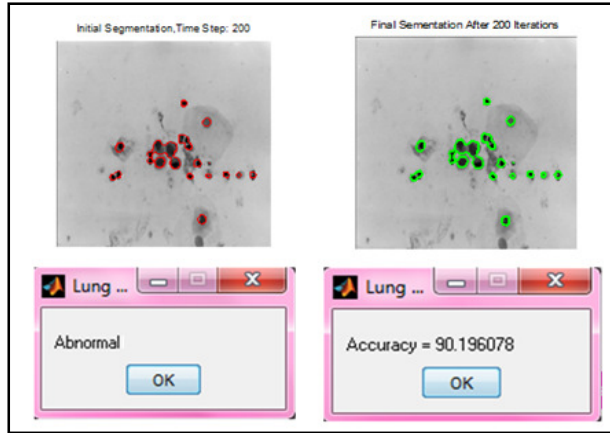 Initial Segmentation,Time Step: 200
Final Sementation After 200 Iterations
Lung ...
Abnormal
OK
Lung ...
Accuracy = 90.196078
OK